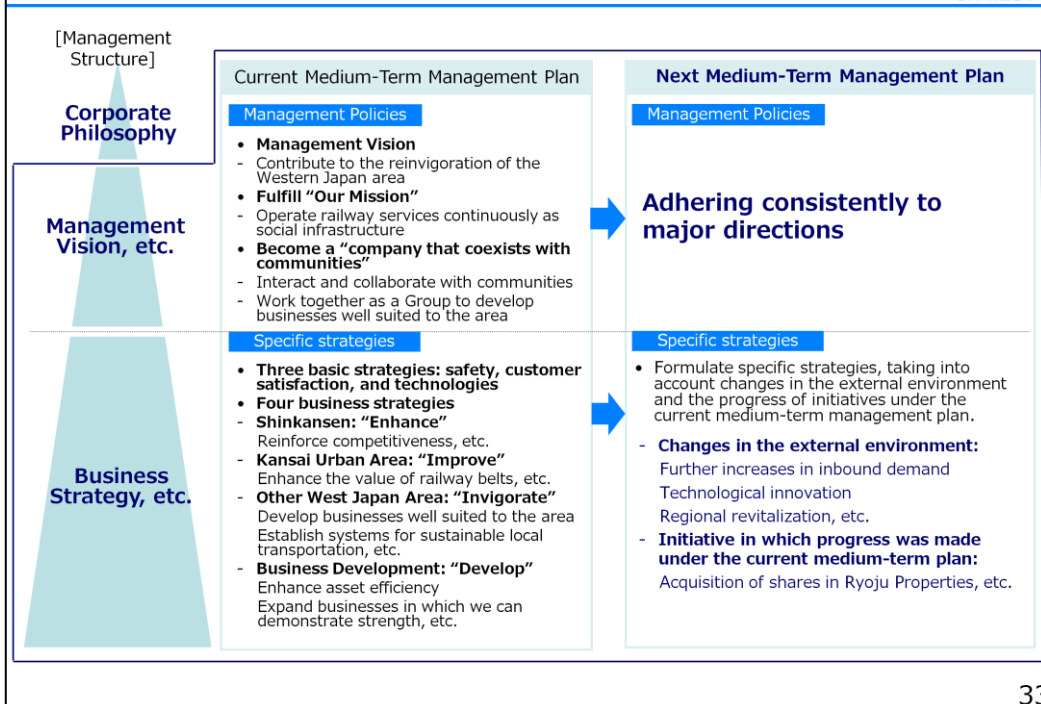 [Management
Structure]
Corporate
Philosophy
Management
Vision, etc.
Business
Strategy, etc.
Current Medium-Term Management Plan
Management Policies
• Management Vision
- Contribute to the reinvigoration of the
Western Japan area
• Fulfill “Our Mission”
- Operate railway services continuously as
social infrastructure
• Become a “company that coexists with
communities”
- Interact and collaborate with communities
- Work together as a Group to develop
businesses well suited to the area
Specific strategies
• Three basic strategies: safety, customer
satisfaction, and technologies
• Four business strategies
- Shinkansen: “Enhance”
Reinforce competitiveness, etc.
- Kansai Urban Area: “Improve”
Enhance the value of railway belts, etc.
- Other West Japan Area: “Invigorate”
Develop businesses well suited to the area
Establish systems for sustainable local
transportation, etc.
- Business Development: “Develop”
Enhance asset efficiency
Expand businesses in which we can
demonstrate strength, etc.
Next Medium-Term Management Plan
Management Policies
Adhering consistently to
major directions
Specific strategies
• Formulate specific strategies, taking into
account changes in the external environment
and the progress of initiatives under the
current medium-term management plan.
- Changes in the external environment:
Further increases in inbound demand
Technological innovation
Regional revitalization, etc.
- Initiative in which progress was made
under the current medium-term plan:
Acquisition of shares in Ryoju Properties, etc.
33